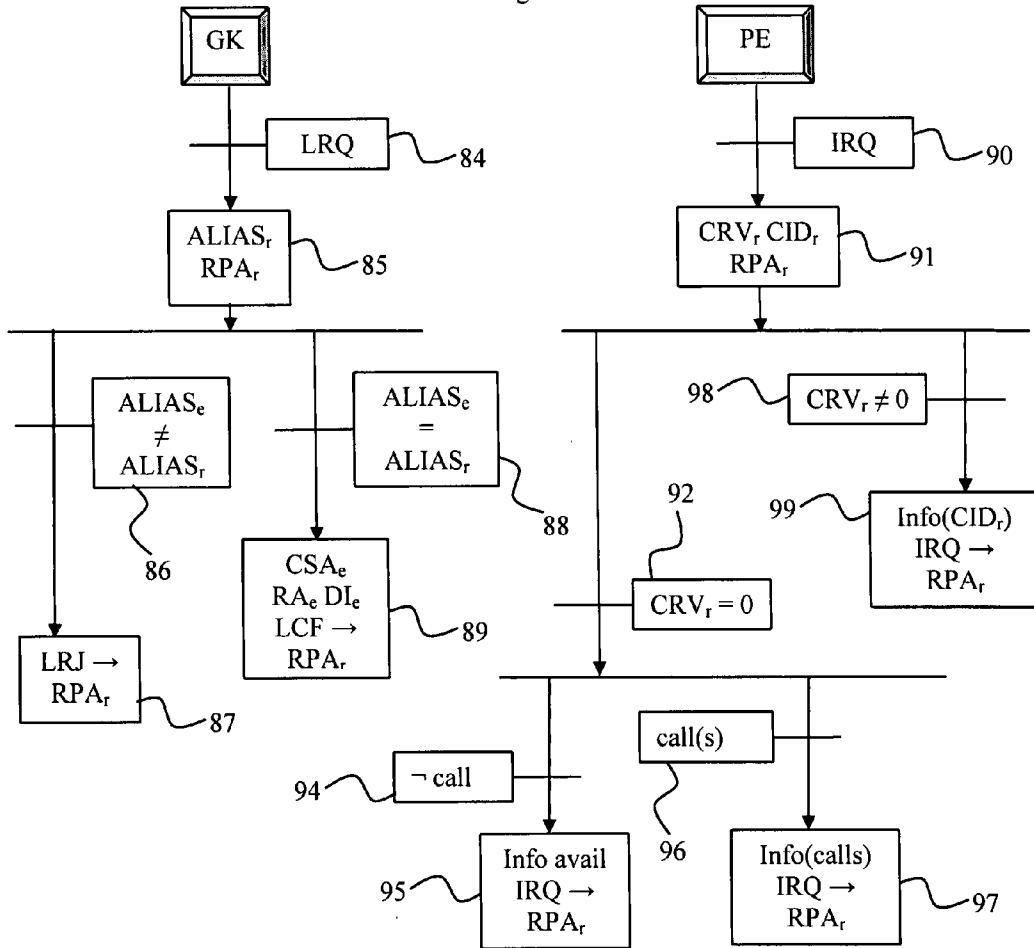 GK
PE
LRQ
84
IRQ
90
ALIASr
RPAr
85
CRVr CIDr
RPAr
91
ALIASe
≠
ALIASr
86
ALIASe
=
ALIASr
88
98
CRVr ≠ 0
99
Info(CIDr)
IRQ →
RPAr
92
CRVr = 0
CSAe
RAe DIe
LCF →
RPAr
89
LRJ →
RPAr
87
94
¬ call
call(s)
96
95
Info avail
IRQ →
RPAr
Info(calls)
IRQ →
RPAr
97